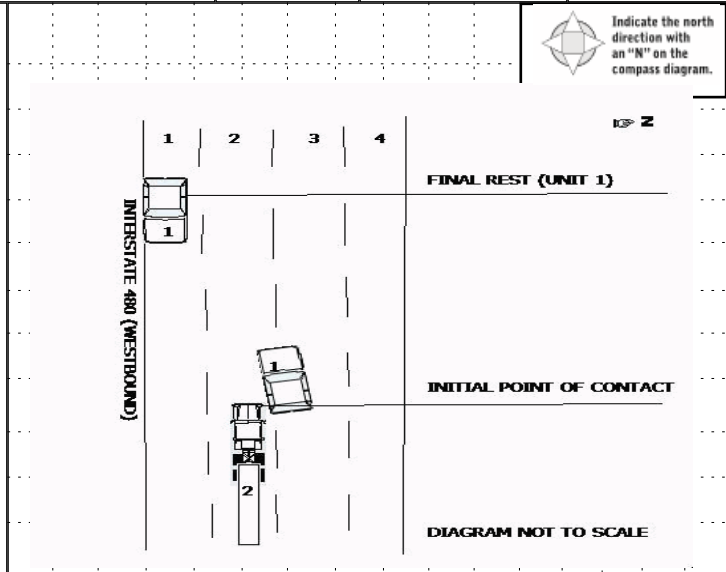 Indicate the north
direction with
an "N" on the
compass diagram.
☞ Z
1 2 3 4
FINAL REST (UNIT 1)
1
INTERSTATE 480 (WESTBOUND)
1
INITIAL POINT OF CONTACT
2
DIAGRAM NOT TO SCALE